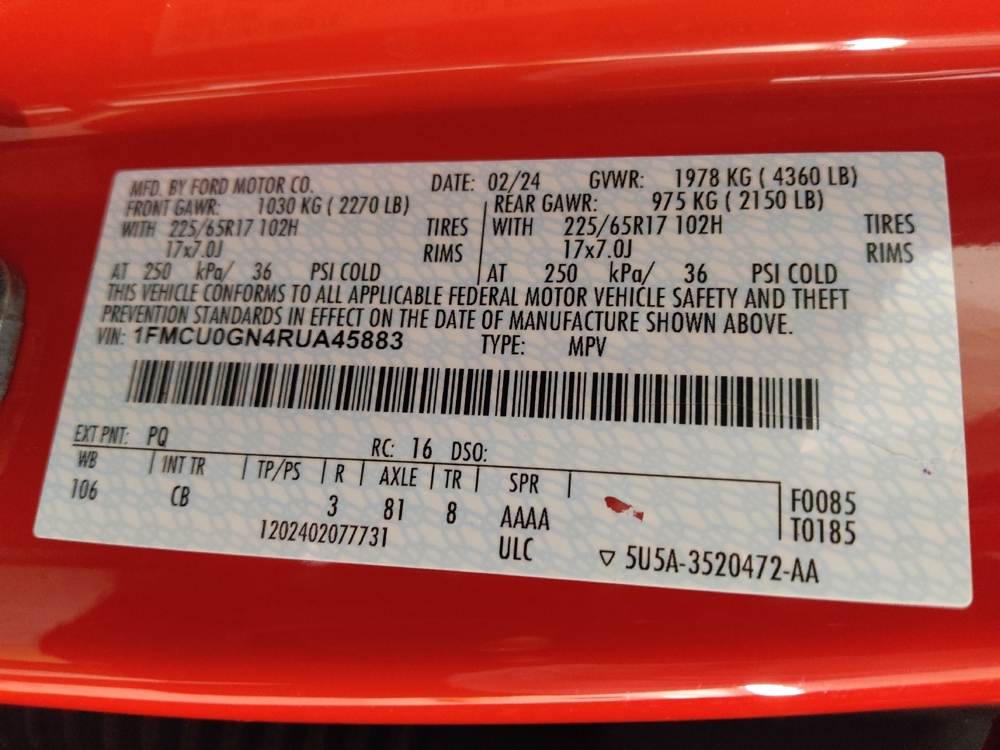 MFD. BY FORD MOTOR CO. DATE: 02/24 GVWR: 1978 KG ( 4360 LB)
FRONT GAWR: 1030 KG ( 2270 LB) REAR GAWR: 975 KG ( 2150 LB)
WITH 225/65R17 102H TIRES WITH 225/65R17 102H TIRES
17x7.0J RIMS 17x7.0J RIMS
AT 250 kPa/ 36 PSI COLD AT 250 kPa/ 36 PSI COLD
THIS VEHICLE CONFORMS TO ALL APPLICABLE FEDERAL MOTOR VEHICLE SAFETY AND THEFT
PREVENTION STANDARDS IN EFFECT ON THE DATE OF MANUFACTURE SHOWN ABOVE.
VIN: 1FMCU0GN4RUA45883 TYPE: MPV
EXT PNT: PQ RC: 16 DSO:
WB INT TR TP/PS R AXLE TR SPR
106 CB 3 81 8 AAAA F0085
1202402077731 ULC T0185
▽ 5U5A-3520472-AA